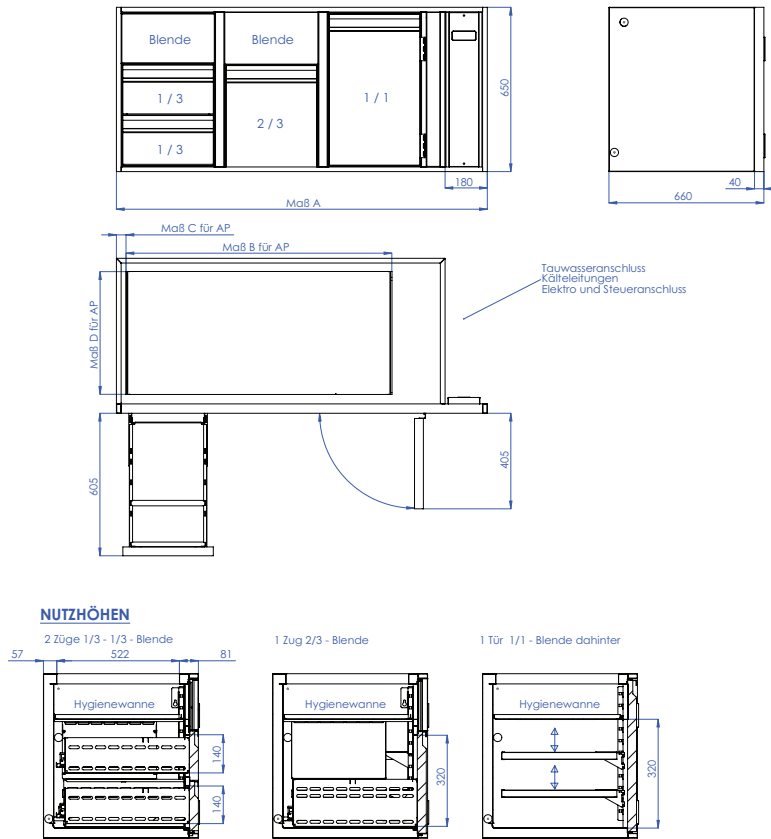 Blende
Blende
1 / 3
1 / 3
2 / 3
1 / 1
650
180
Maß A
40
660
Maß C für AP
Maß B für AP
Maß D für AP
Tauwasseranschluss
Kälteleitungen
Elektro und Steueranschluss
605
405
NUTZHÖHEN
2 Züge 1/3 - 1/3 - Blende
57
522
81
Hygienewanne
140
140
1 Zug 2/3 - Blende
Hygienewanne
320
1 Tür 1/1 - Blende dahinter
Hygienewanne
320